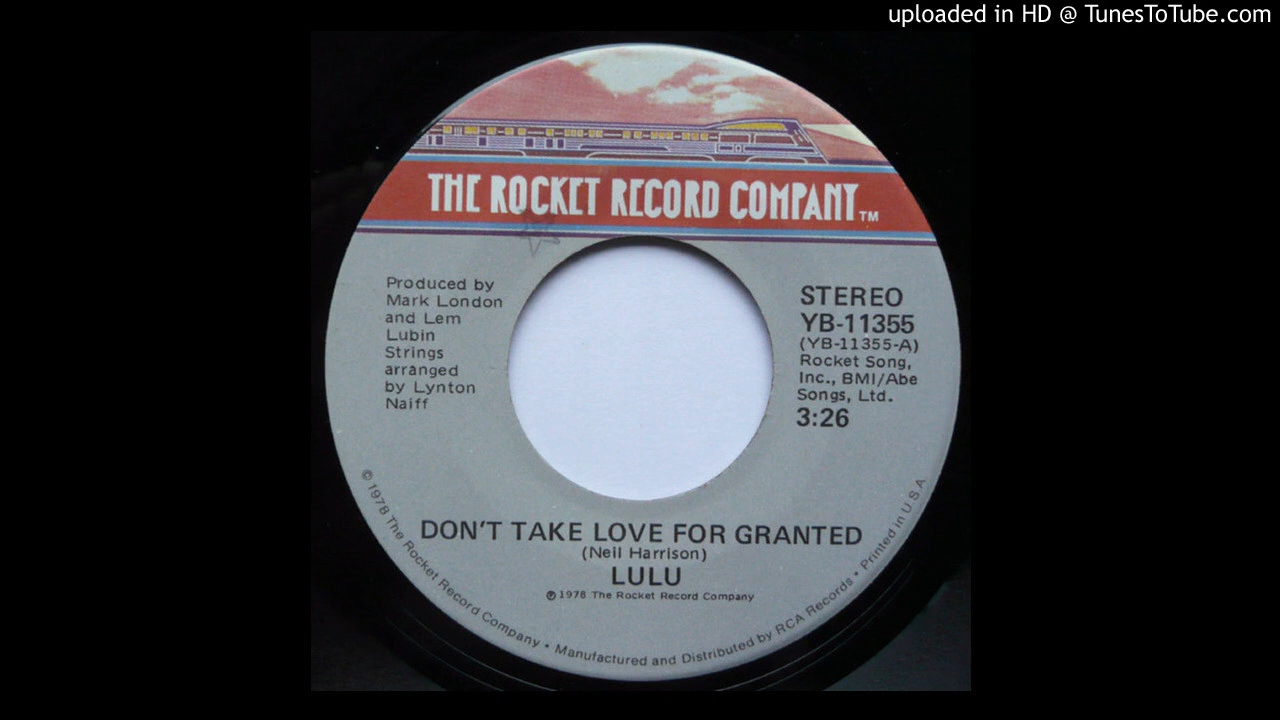 uploaded in HD @ TunesToTube.com
THE ROCKET RECORD COMPANY™
Produced by
Mark London
and Lem
Lubin
Strings
arranged
by Lynton
Naiff
STEREO
YB-11355
(YB-11355-A)
Rocket Song,
Inc., BMI/Abe
Songs, Ltd.
3:26
DON'T TAKE LOVE FOR GRANTED
(Neil Harrison)
LULU
℗ 1978 The Rocket Record Company
© 1978 The Rocket Record Company • Manufactured and Distributed by RCA Records • Printed in U.S.A.